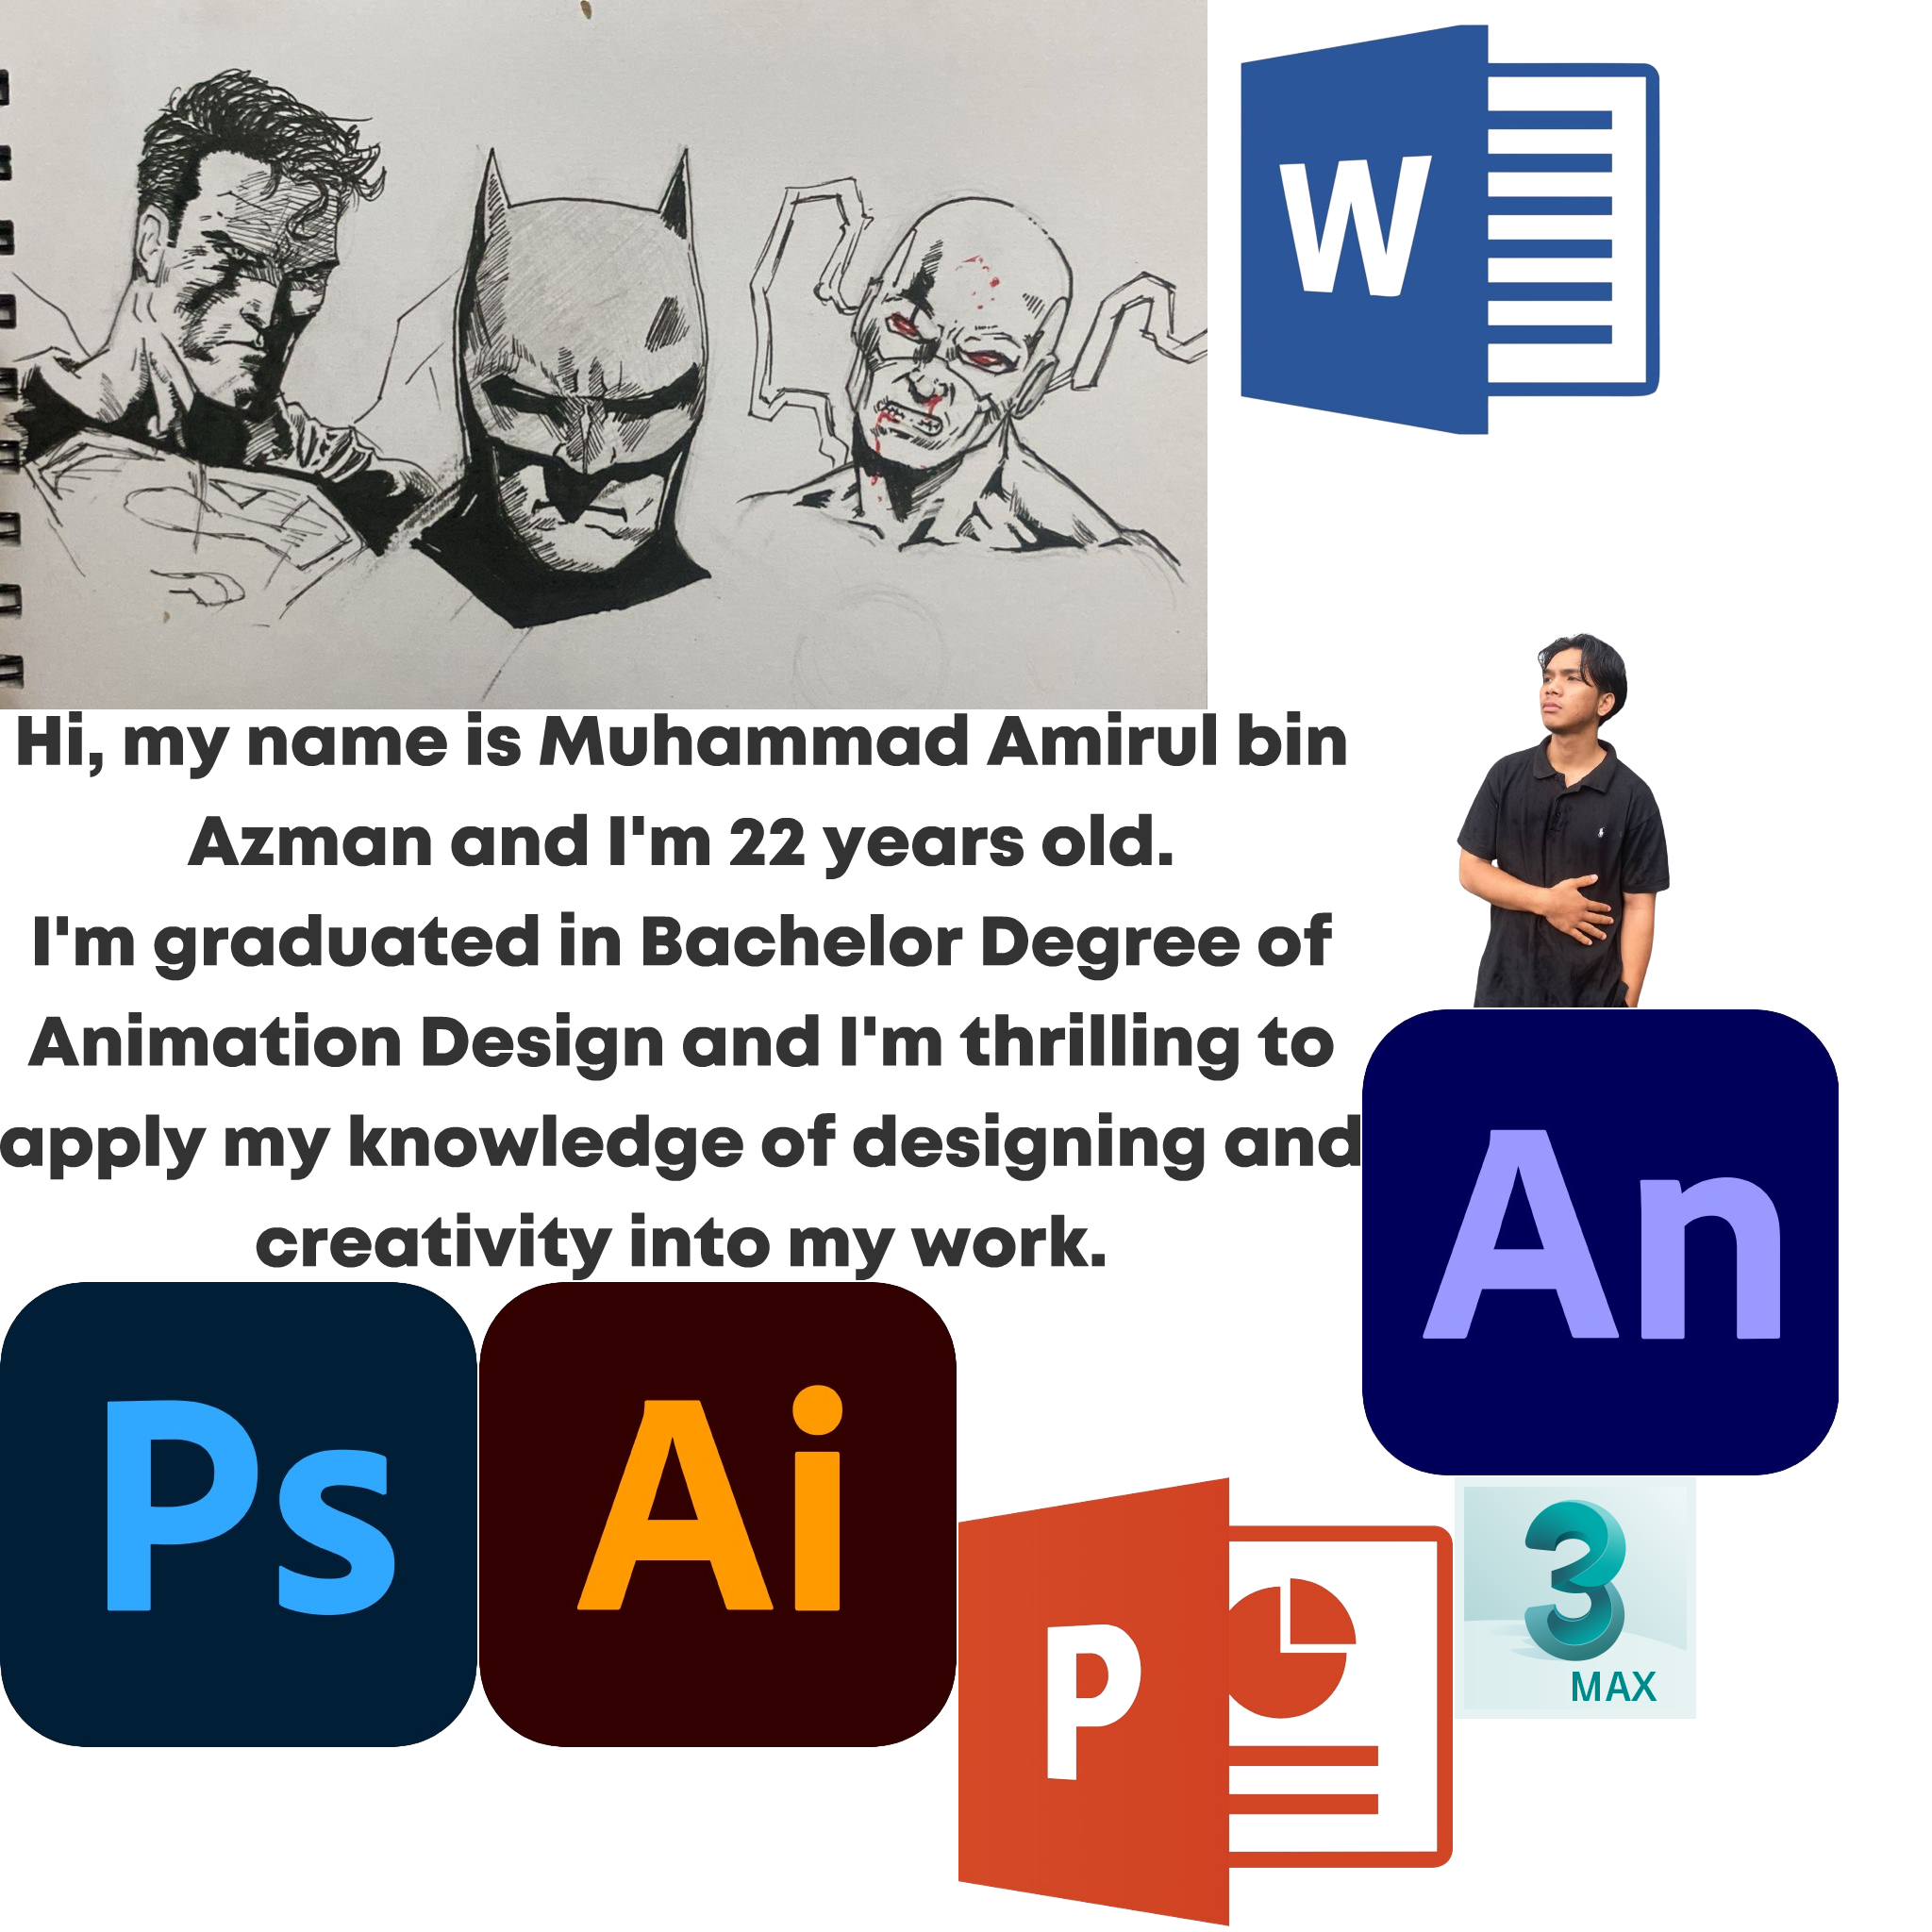 W
Hi, my name is Muhammad Amirul bin
Azman and I'm 22 years old.
I'm graduated in Bachelor Degree of
Animation Design and I'm thrilling to
apply my knowledge of designing and
creativity into my work.
An
Ps
Ai
P
3
MAX